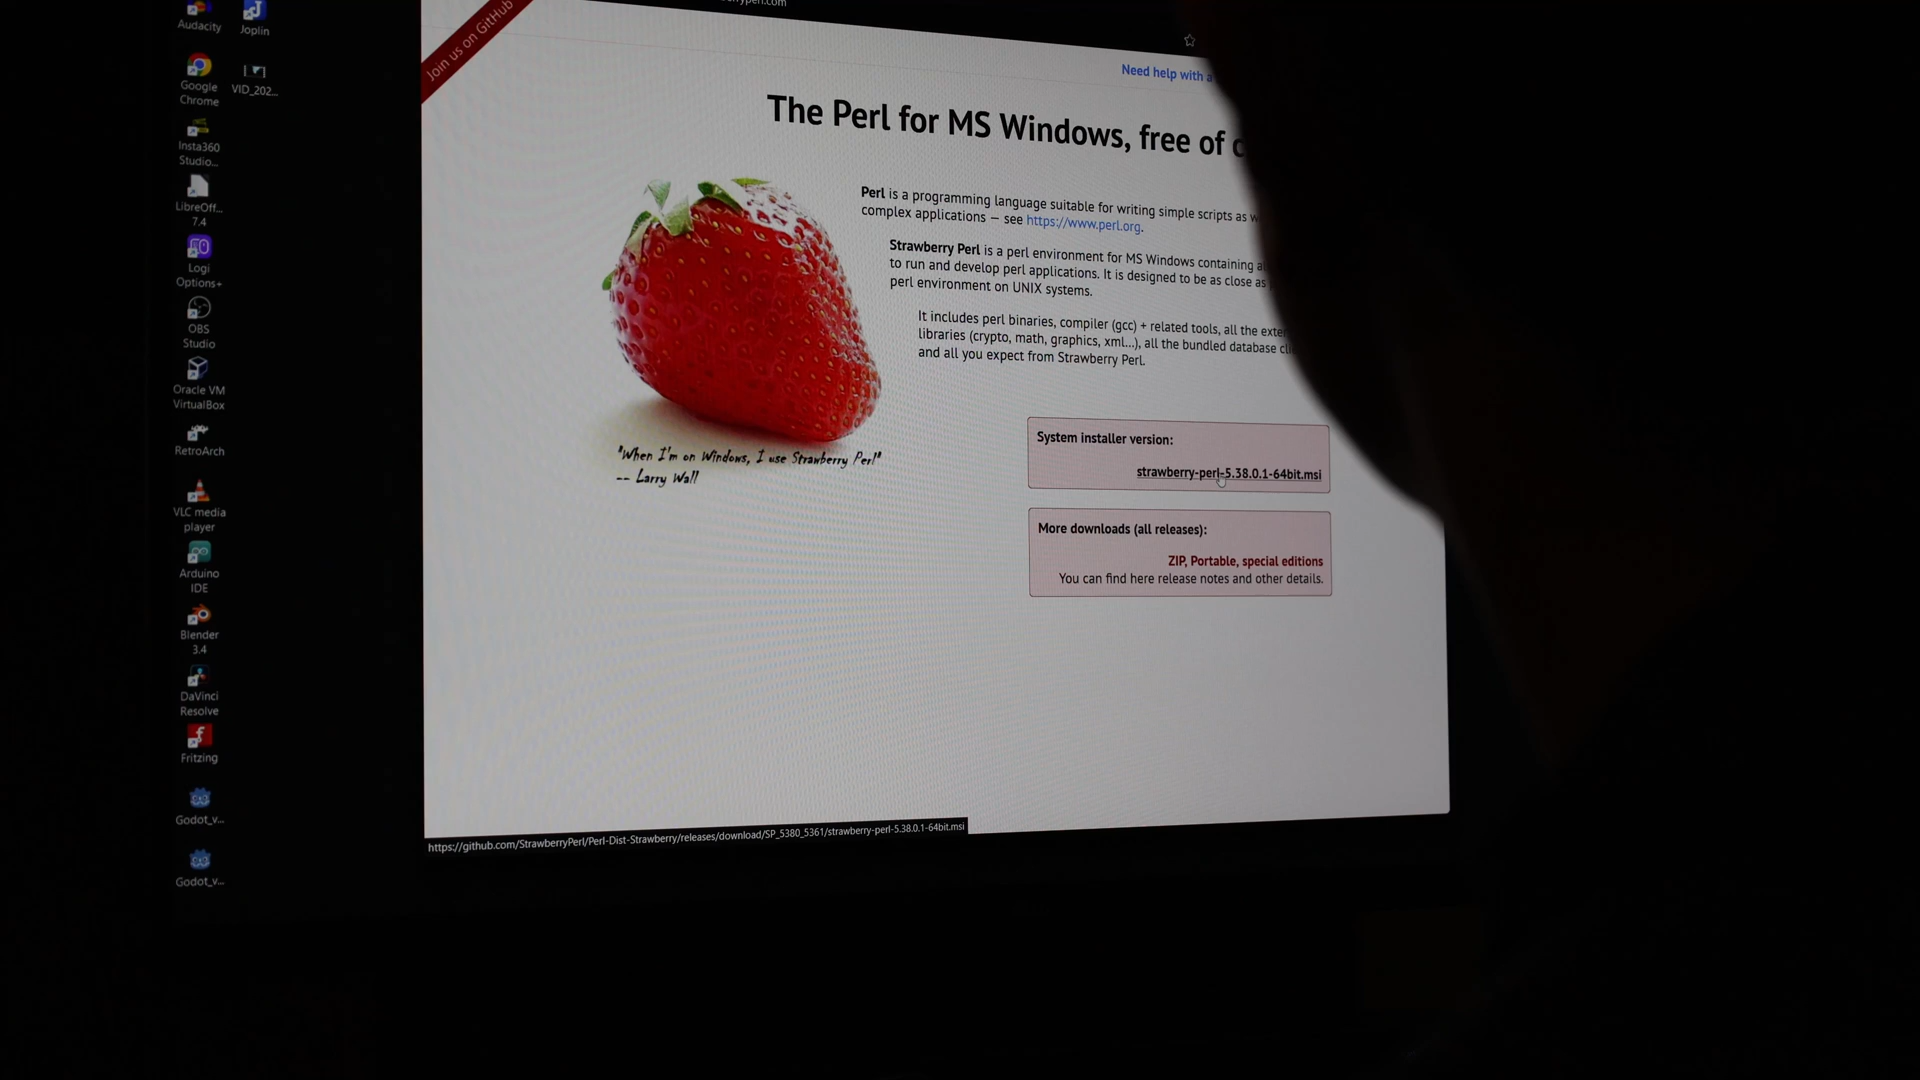 Audacity
Joplin
Google
Chrome
VID_202...
Insta360
Studio...
LibreOff...
7.4
Logi
Options+
OBS
Studio
Oracle VM
VirtualBox
RetroArch
VLC media
player
Arduino
IDE
Blender
3.4
DaVinci
Resolve
Fritzing
Godot_v...
Godot_v...
Join us on GitHub
Need help with a
The Perl for MS Windows, free of
Perl is a programming language suitable for writing simple scripts as
complex applications — see https://www.perl.org.
Strawberry Perl is a perl environment for MS Windows containing
to run and develop perl applications. It is designed to be as close as
perl environment on UNIX systems.
It includes perl binaries, compiler (gcc) + related tools, all the
libraries (crypto, math, graphics, xml...), all the bundled database
and all you expect from Strawberry Perl.
"When I'm on Windows, I use Strawberry Perl"
-- Larry Wall
System installer version:
strawberry-perl-5.38.0.1-64bit.msi
More downloads (all releases):
ZIP, Portable, special editions
You can find here release notes and other details.
https://github.com/StrawberryPerl/Perl-Dist-Strawberry/releases/download/SP_5380_5361/strawberry-perl-5.38.0.1-64bit.msi